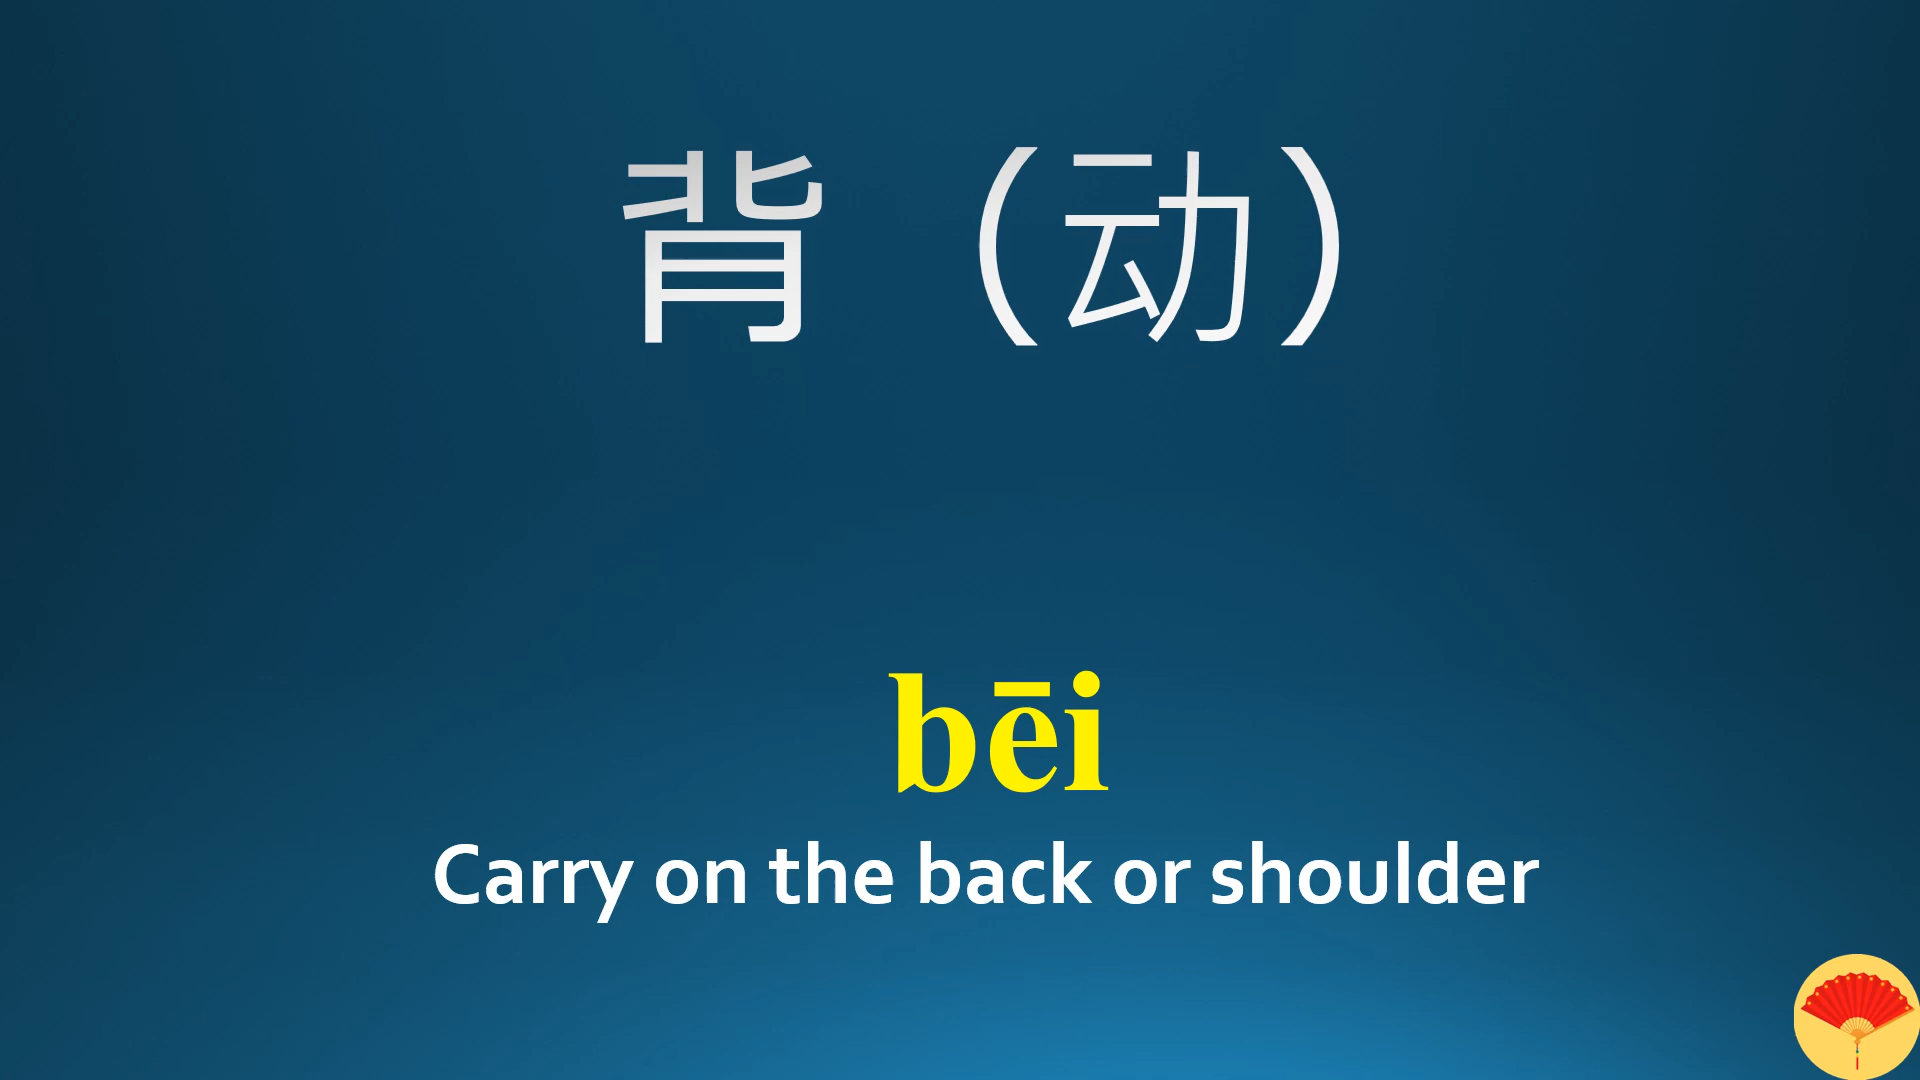 背（动）
bēi
Carry on the back or shoulder